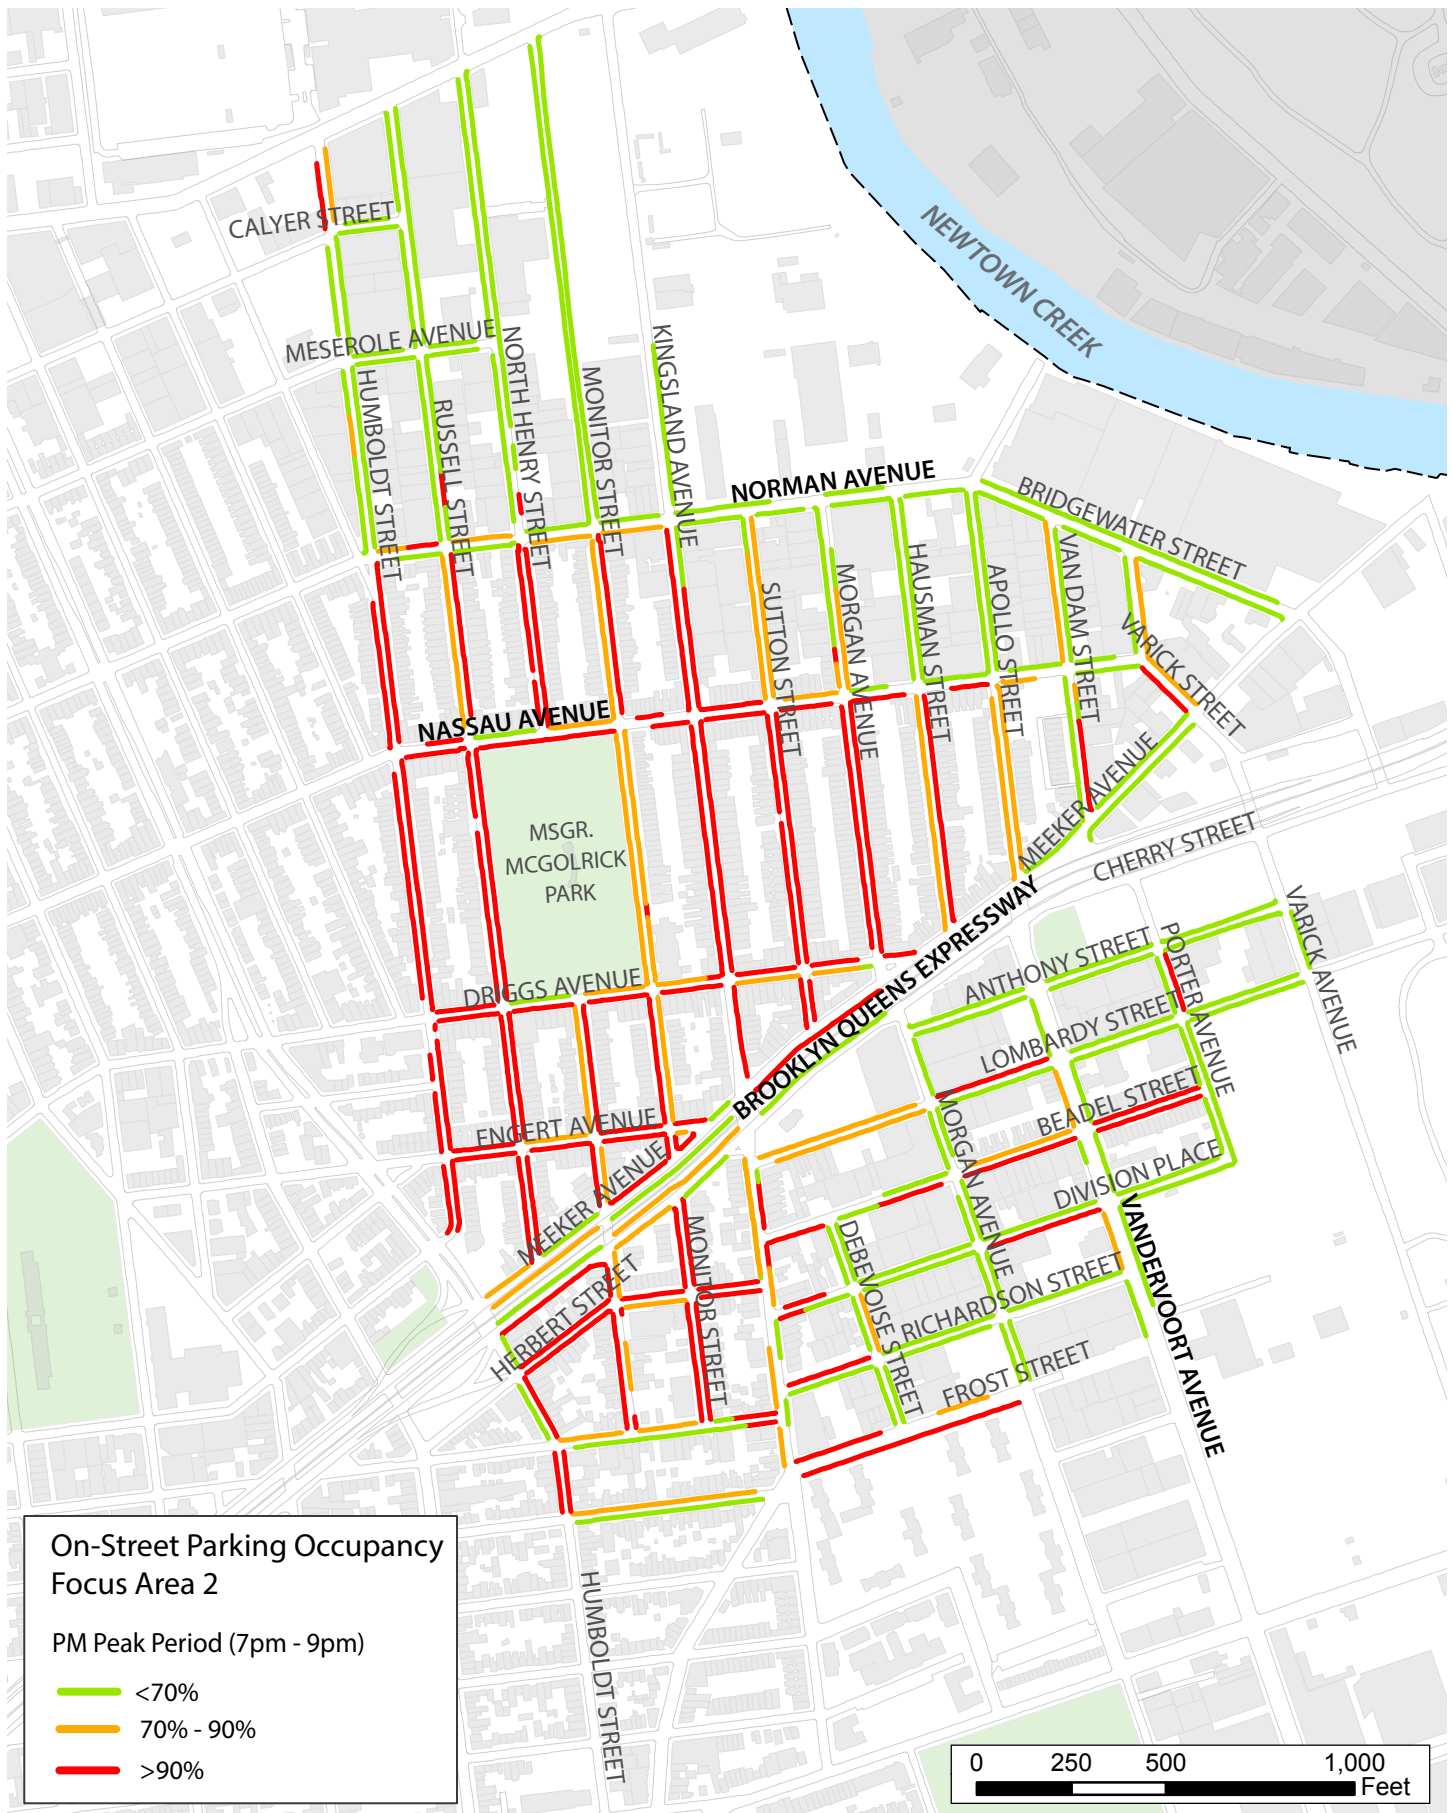 CALYER STREET
NEWTOWN CREEK
MESEROLE AVENUE
HUMBOLDT STREET
RUSSELL STREET
NORTH HENRY STREET
MONITOR STREET
KINGSLAND AVENUE
NORMAN AVENUE
BRIDGEWATER STREET
SUTTON STREET
MORGAN AVENUE
HAUSMAN STREET
APOLLO STREET
VAN DAM STREET
VARICK STREET
NASSAU AVENUE
MEEKER AVENUE
MSGR.
MCGOLRICK
PARK
CHERRY STREET
BROOKLYN QUEENS EXPRESSWAY
VARICK AVENUE
PORTER AVENUE
ANTHONY STREET
DRIGGS AVENUE
LOMBARDY STREET
BEADEL STREET
ENGERT AVENUE
MORGAN AVENUE
DIVISION PLACE
MEEKER AVENUE
VANDERVOORT AVENUE
MONITOR STREET
DEBEVOISE STREET
HERBERT STREET
RICHARDSON STREET
FROST STREET
HUMBOLDT STREET
On-Street Parking Occupancy
Focus Area 2
PM Peak Period (7pm - 9pm)
<70%
70% - 90%
>90%
0 250 500 1,000
Feet